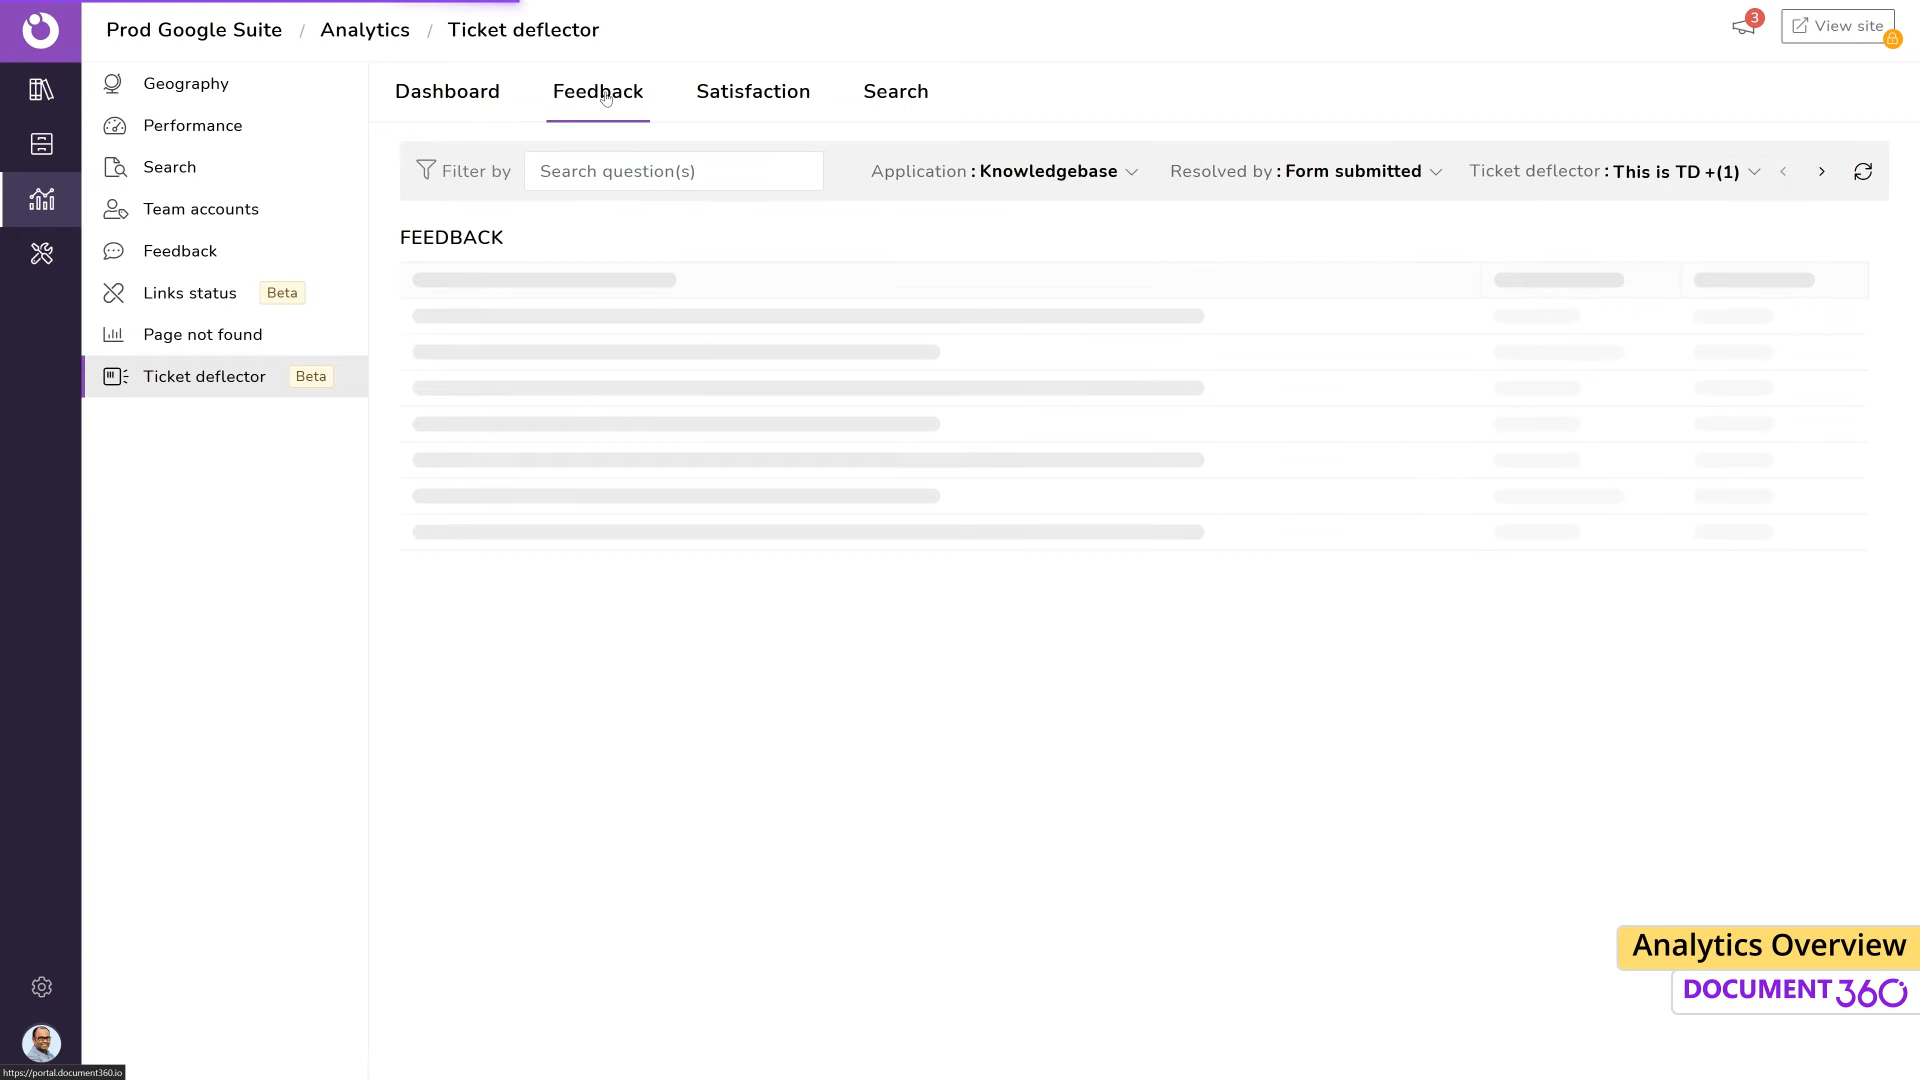 Prod Google Suite / Analytics / Ticket deflector
3
View site
Geography
Performance
Search
Team accounts
Feedback
Links status Beta
Page not found
Ticket deflector Beta
Dashboard Feedback Satisfaction Search
Filter by Search question(s) Application : Knowledgebase Resolved by : Form submitted Ticket deflector : This is TD +(1)
FEEDBACK
Analytics Overview
DOCUMENT360
https://portal.document360.io